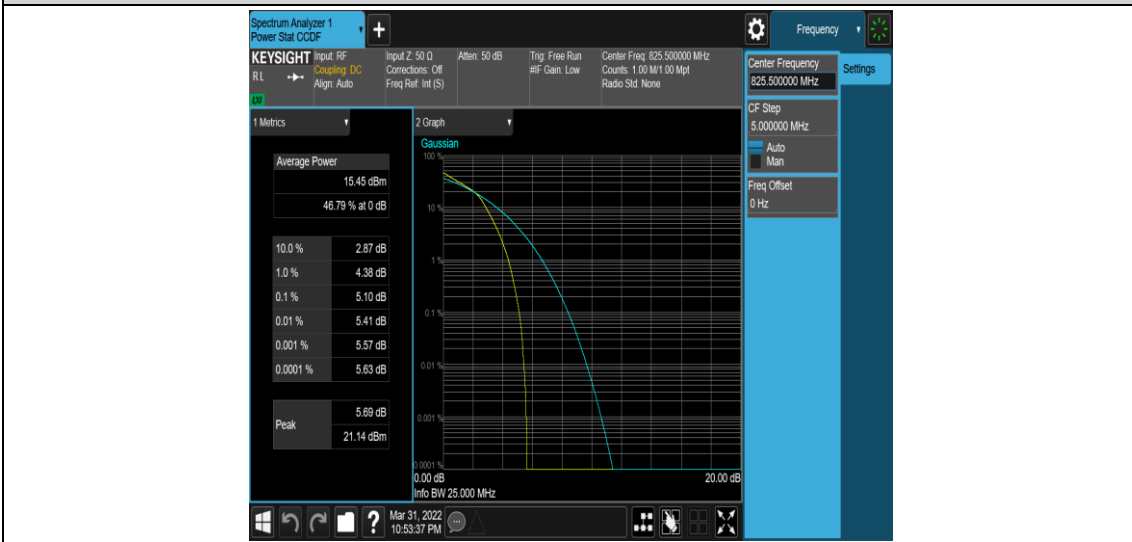 Spectrum Analyzer 1
Power Stat CCDF
+
Frequency
KEYSIGHT
Input: RF
Input Z: 50 Ω
Atten: 50 dB
Trig: Free Run
Center Freq: 825.500000 MHz
R L
Coupling: DC
Corrections: Off
#IF Gain: Low
Counts: 1.00 M/1.00 Mpt
Align: Auto
Freq Ref: Int (S)
Radio Std: None
Center Frequency
825.500000 MHz
Settings
CF Step
5.000000 MHz
Auto
Man
Freq Offset
0 Hz
1 Metrics
Average Power
15.45 dBm
46.79 % at 0 dB
10.0 % 2.87 dB
1.0 % 4.38 dB
0.1 % 5.10 dB
0.01 % 5.41 dB
0.001 % 5.57 dB
0.0001 % 5.63 dB
Peak 5.69 dB
21.14 dBm
2 Graph
Gaussian
100 %
10 %
1 %
0.1 %
0.01 %
0.001 %
0.0001 %
0.00 dB 20.00 dB
Info BW 25.000 MHz
?
Mar 31, 2022
10:53:37 PM